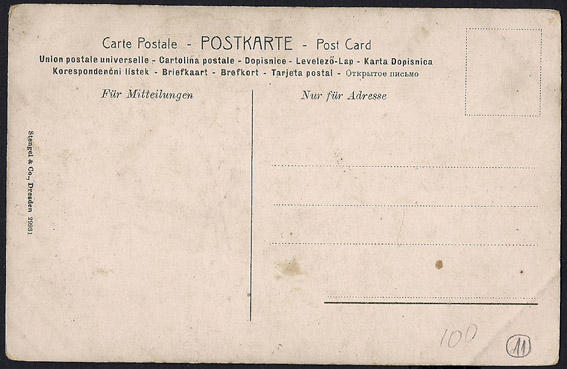 Carte Postale - POSTKARTE - Post Card
Union postale universelle - Cartolina postale - Dopisnice - Levelező-Lap - Karta Dopisnica
Korespondenční lístek - Briefkaart - Brefkort - Tarjeta postal - Открытое письмо
Für Mitteilungen
Nur für Adresse
Stengel & Co., Dresden 29931
100
11